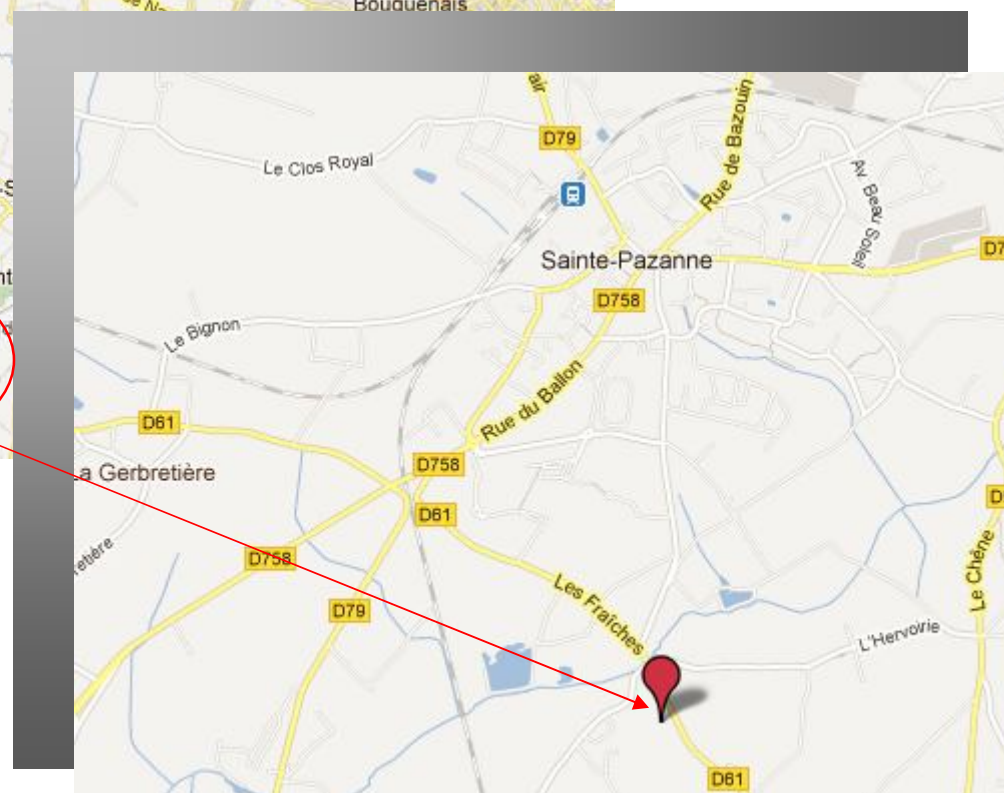 Bouguenais
air
D79
Rue de Bazouin
Le Clos Royal
Av. Beau Soleil
Sainte-Pazanne
D758
Le Bignon
Rue du Ballon
D61
La Gerbretière
D758
D61
D758
Les Fraîches
Le Chêne
D79
L'Hervoirie
D61